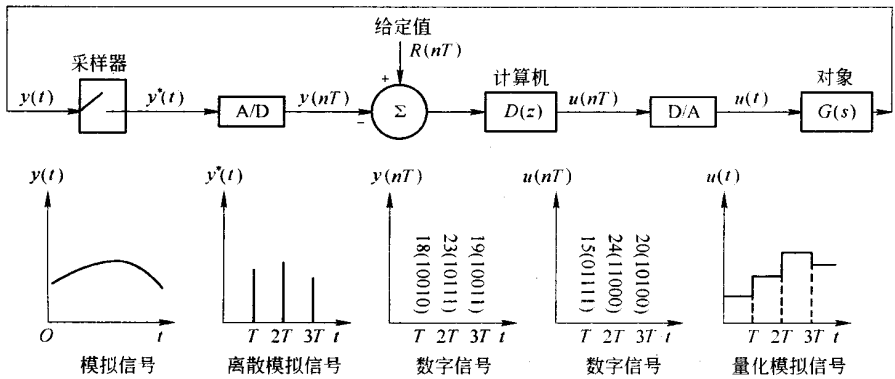 给定值
R(nT)
采样器
计算机
对象
y(t)
y*(t)
A/D
y(nT)
+
−
Σ
D(z)
u(nT)
D/A
u(t)
G(s)
y(t)
O
t
模拟信号
y*(t)
T 2T 3T t
离散模拟信号
y(nT)
18(10010)
23(10111)
19(10011)
T 2T 3T t
数字信号
u(nT)
15(01111)
24(11000)
20(10100)
T 2T 3T t
数字信号
u(t)
T 2T 3T t
量化模拟信号